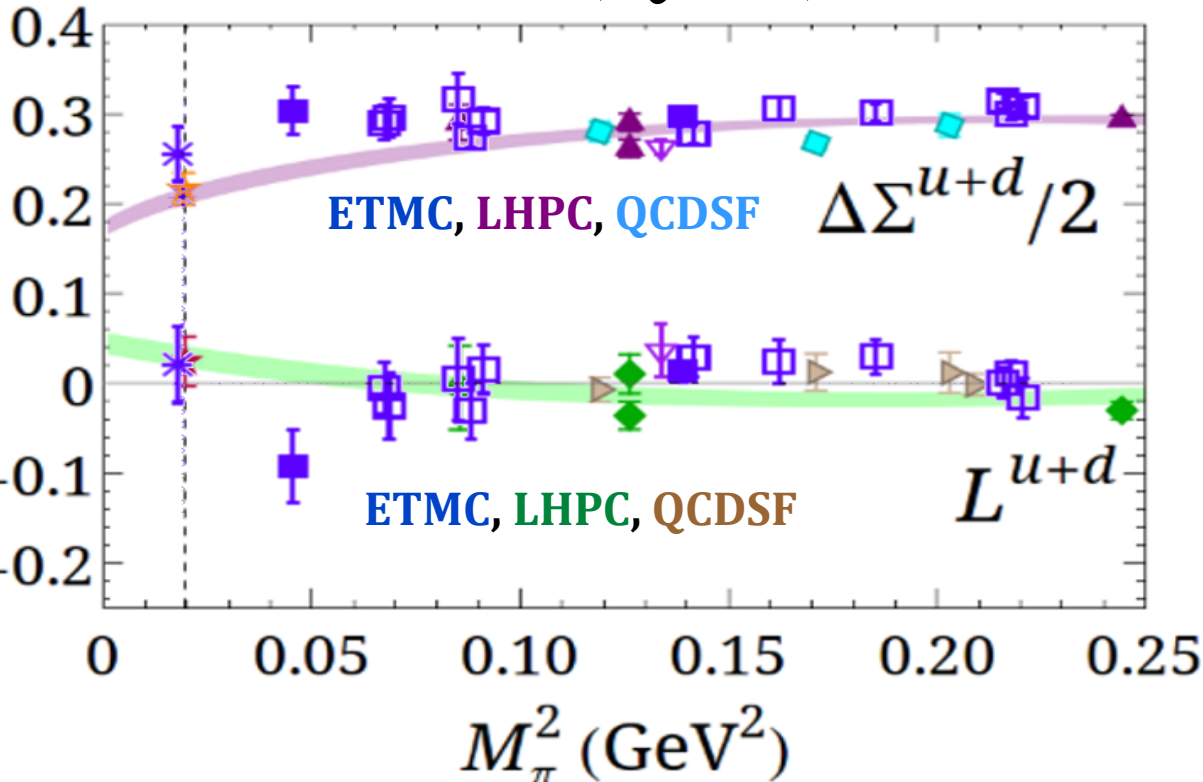 0.4
0.3
0.2
0.1
0
-0.1
-0.2
ETMC, LHPC, QCDSF
ΔΣ^{u+d}/2
ETMC, LHPC, QCDSF
L^{u+d}
0 0.05 0.10 0.15 0.20 0.25
M_π^2 (GeV^2)